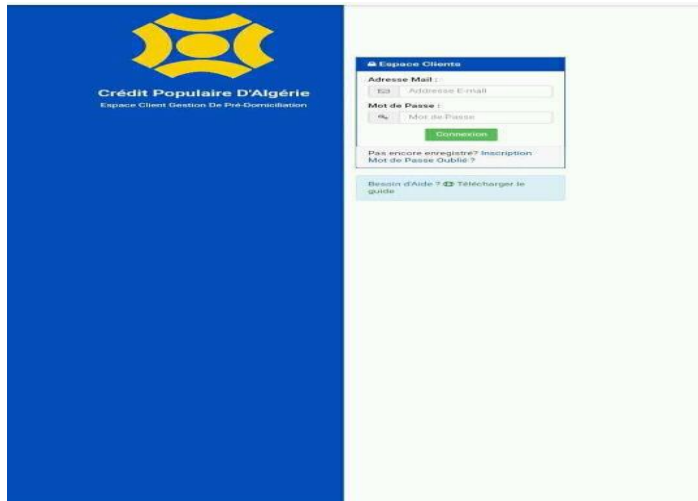 Crédit Populaire D'Algérie
Espace Client Gestion De Pré-Domiciliation
Espace Clients
Adresse Mail :
Addresse E-mail
Mot de Passe :
Mot de Passe
Connexion
Pas encore enregistré? Inscription
Mot de Passe Oublié ?
Besoin d'Aide ? Télécharger le
guide